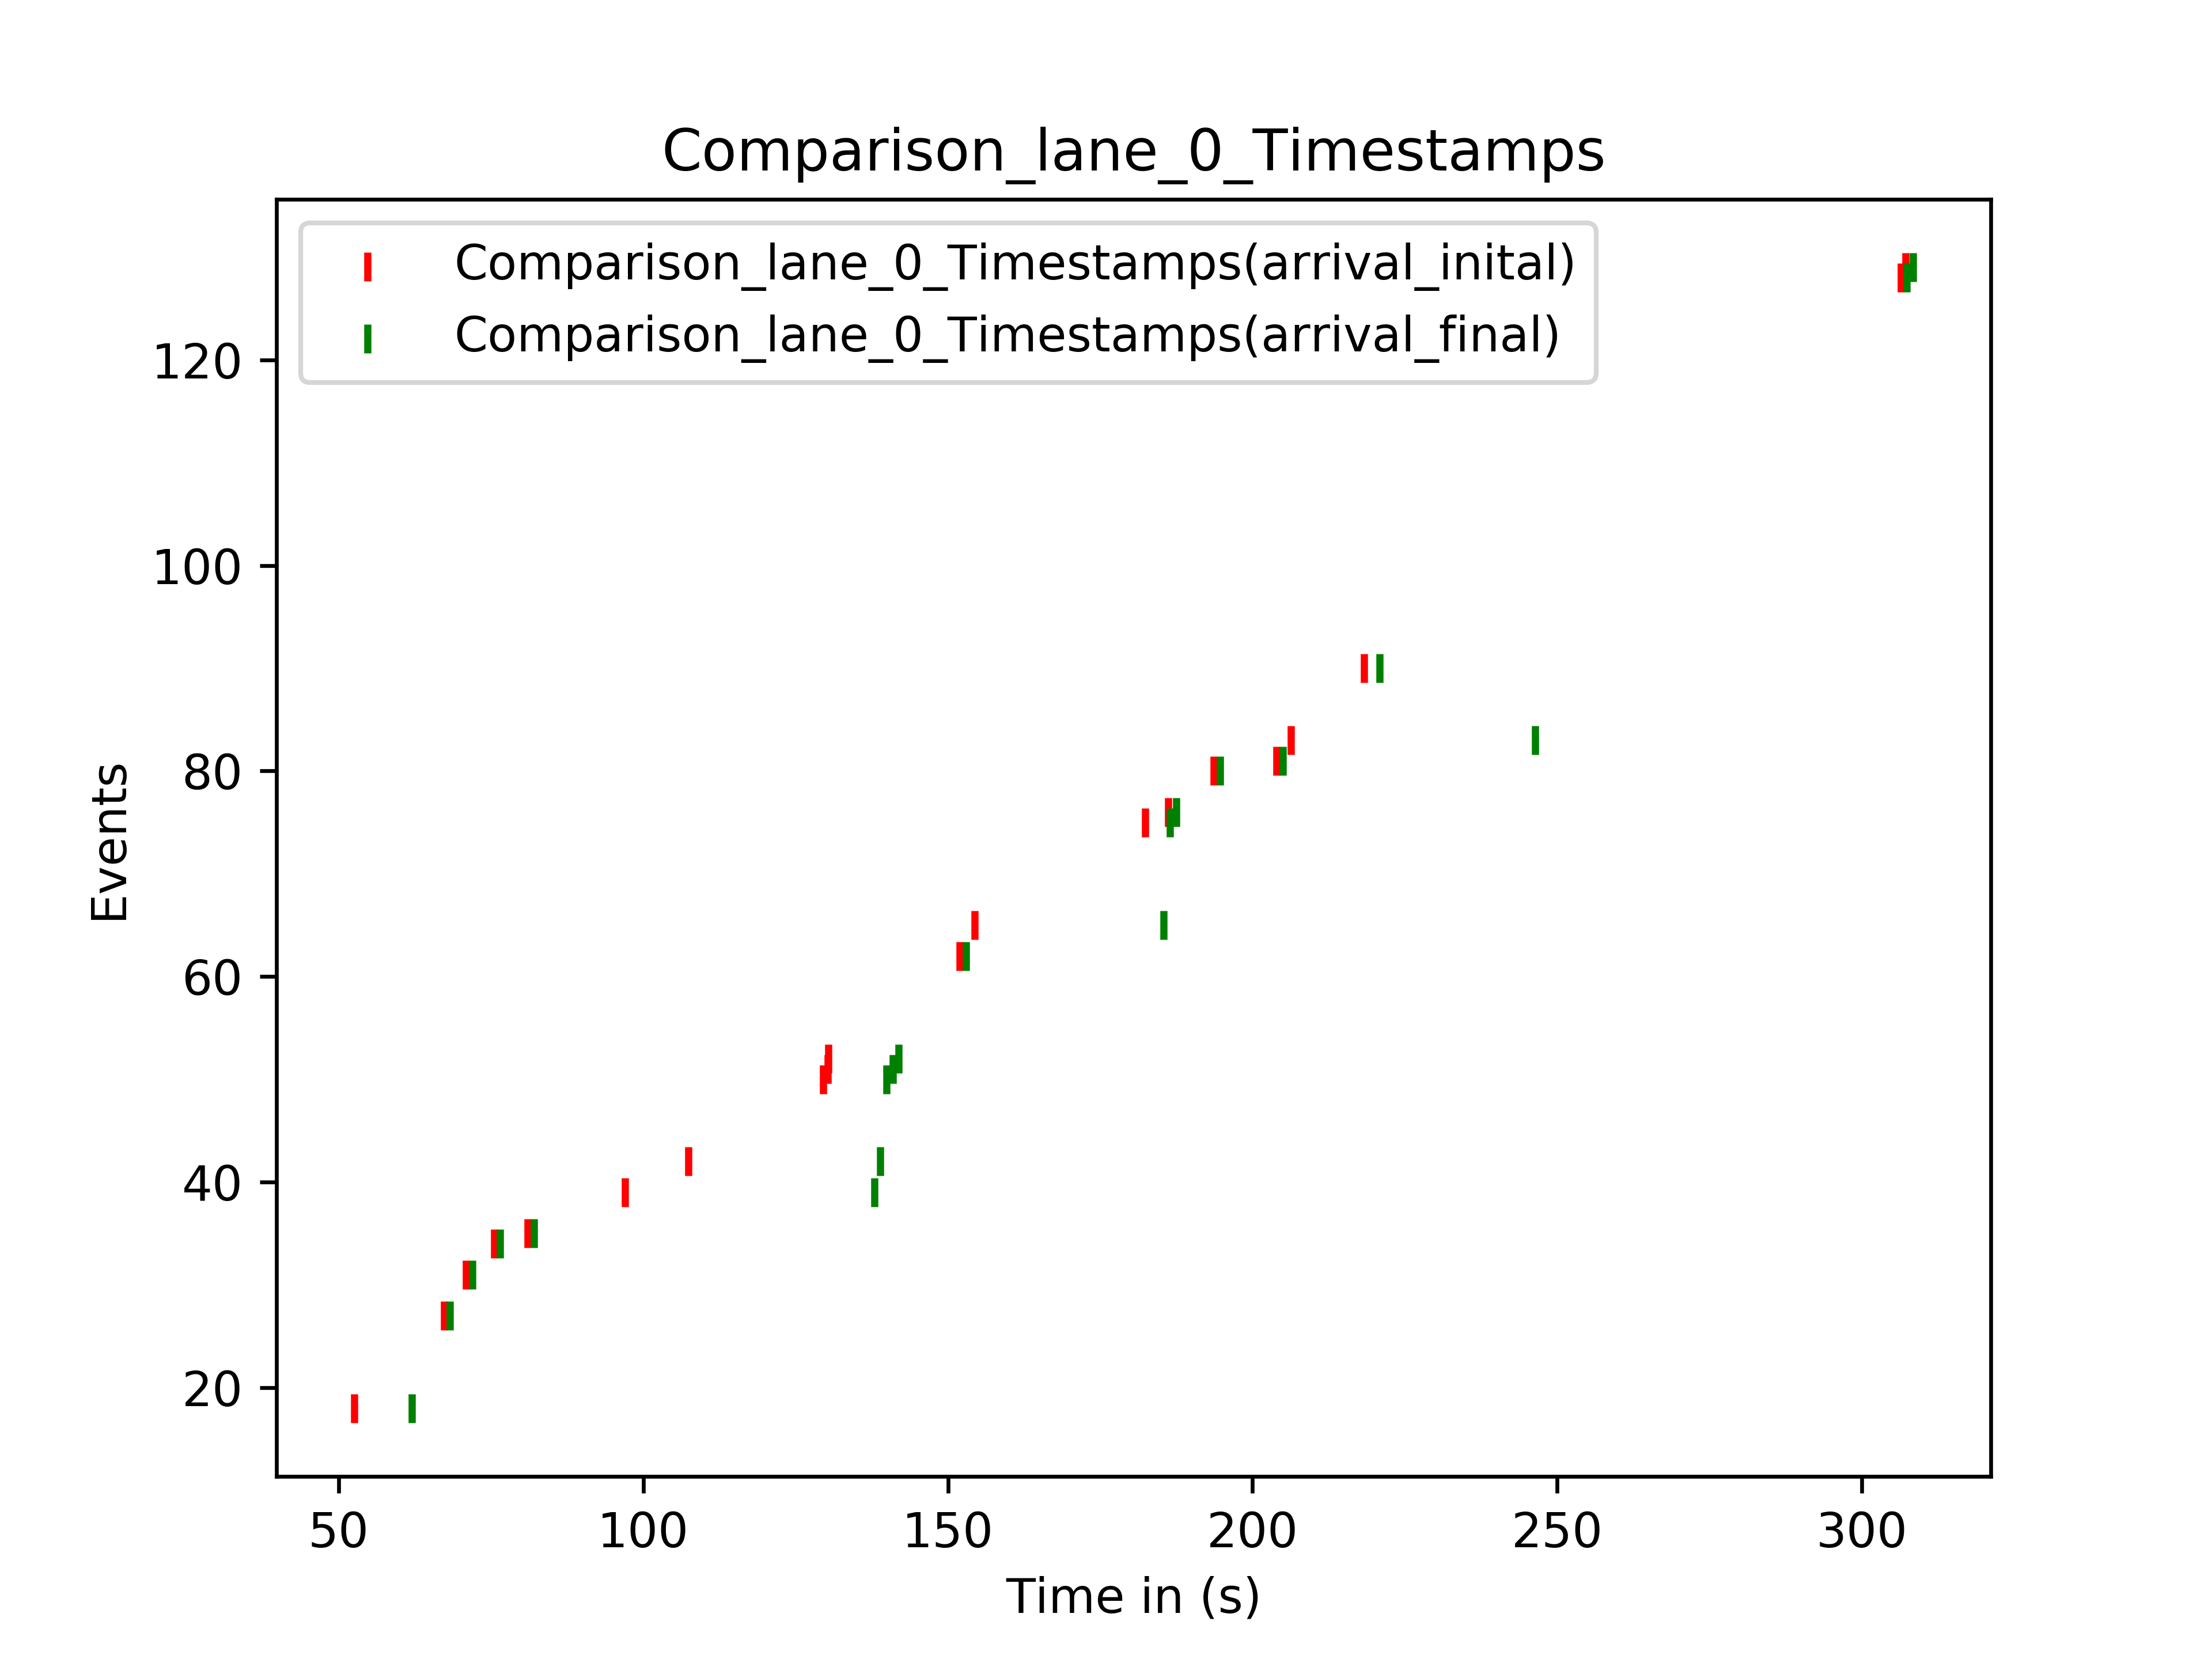 Comparison_lane_0_Timestamps
Comparison_lane_0_Timestamps(arrival_inital)
Comparison_lane_0_Timestamps(arrival_final)
120
100
80
60
40
20
Events
50 100 150 200 250 300
Time in (s)